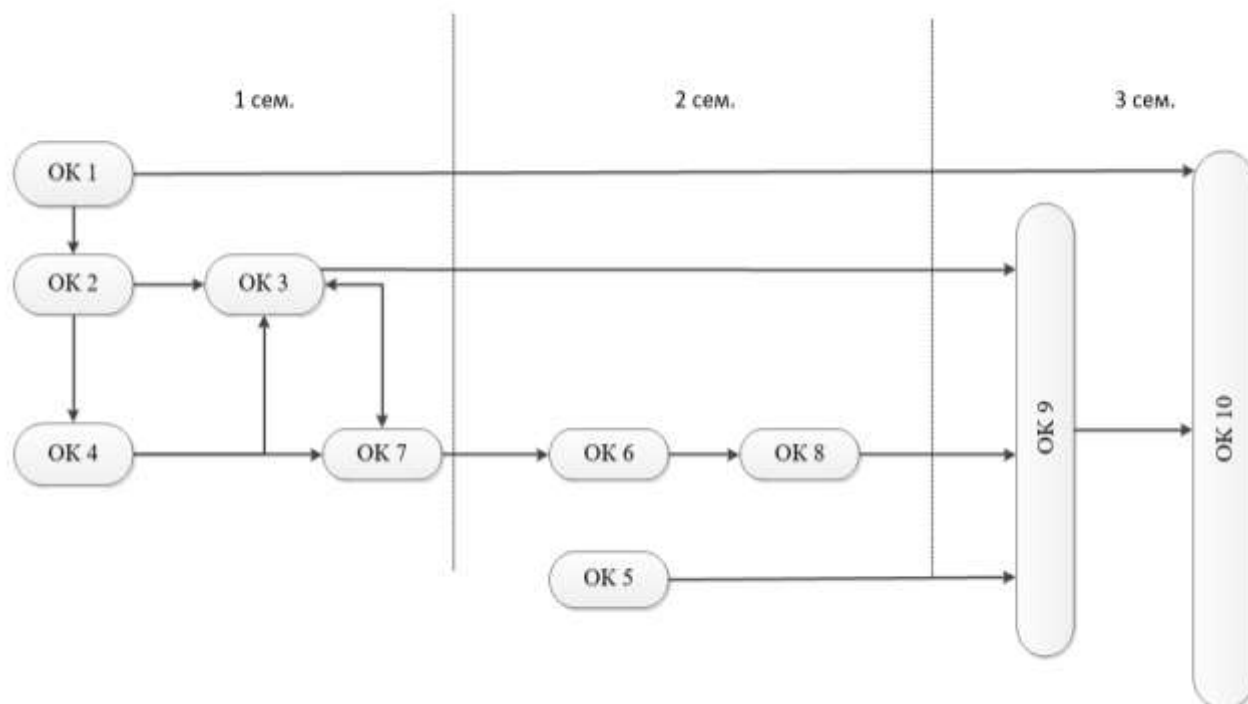 1 сем.
2 сем.
3 сем.
ОК 1
ОК 2
ОК 3
ОК 4
ОК 7
ОК 6
ОК 8
ОК 5
ОК 9
ОК 10